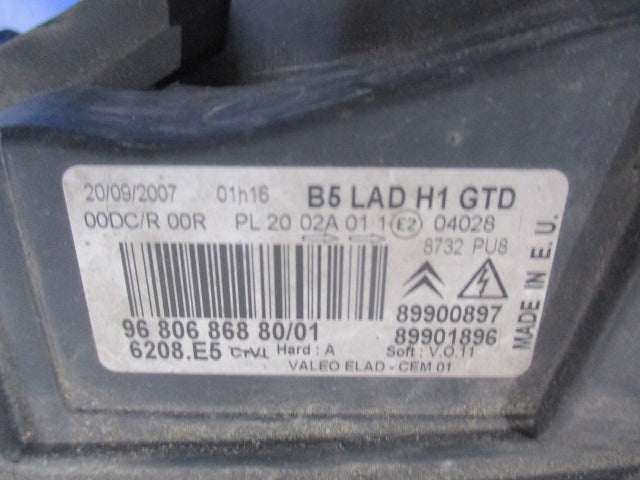 20/09/2007 01h16 B5 LAD H1 GTD
00DC/R 00R PL 20 02A 01 1 E2 04028
8732 PU8
89900897
96 806 868 80/01 89901896
6208.E5 Hard : A Soft : V.O.11
VALEO ELAD - CEM 01
MADE IN E.U.